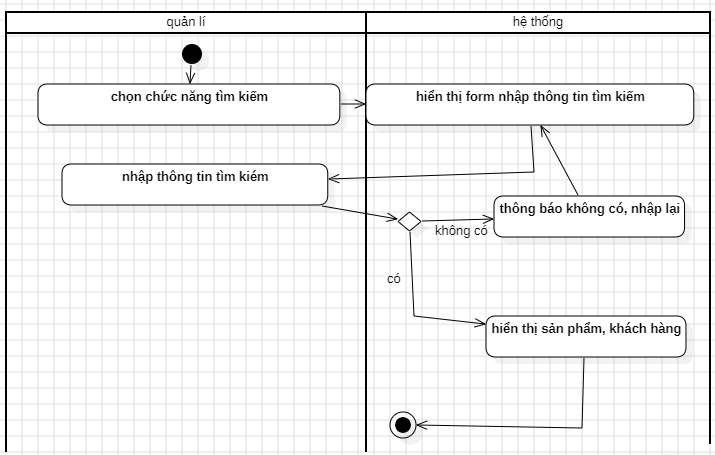 quản lí
hệ thống
chọn chức năng tìm kiếm
hiển thị form nhập thông tin tìm kiếm
nhập thông tin tìm kiém
thông báo không có, nhập lại
không có
có
hiển thị sản phẩm, khách hàng